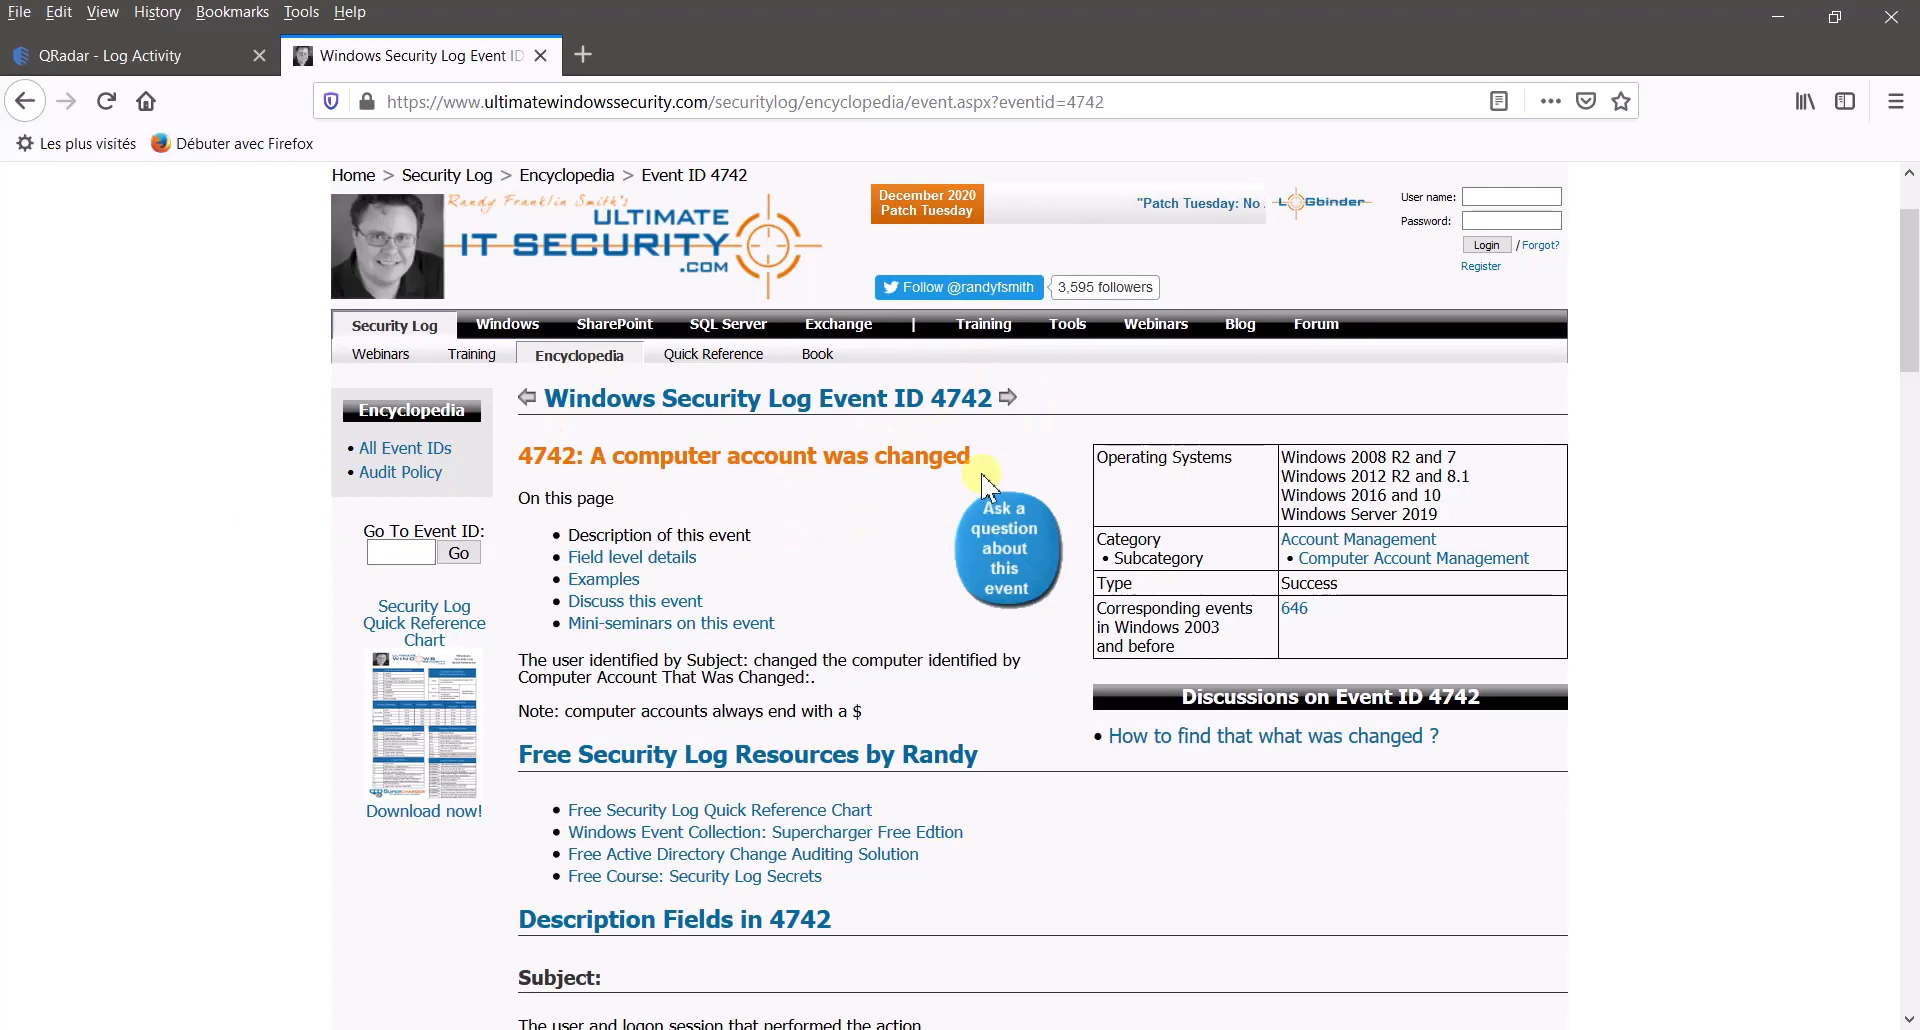 File Edit View History Bookmarks Tools Help
QRadar - Log Activity
Windows Security Log Event ID
https://www.ultimatewindowssecurity.com/securitylog/encyclopedia/event.aspx?eventid=4742
Les plus visités Débuter avec Firefox
Home > Security Log > Encyclopedia > Event ID 4742
Randy Franklin Smith's
ULTIMATE
IT SECURITY
.COM
December 2020
Patch Tuesday
"Patch Tuesday: No
LOGbinder
User name:
Password:
Login / Forgot?
Register
Follow @randyfsmith 3,595 followers
Security Log Windows SharePoint SQL Server Exchange | Training Tools Webinars Blog Forum
Webinars Training Encyclopedia Quick Reference Book
Encyclopedia
• All Event IDs
• Audit Policy
Go To Event ID:
Go
Security Log
Quick Reference
Chart
Download now!
Windows Security Log Event ID 4742
4742: A computer account was changed
On this page
• Description of this event
• Field level details
• Examples
• Discuss this event
• Mini-seminars on this event
Ask a
question
about
this
event
The user identified by Subject: changed the computer identified by
Computer Account That Was Changed:.
Note: computer accounts always end with a $
Operating Systems
Windows 2008 R2 and 7
Windows 2012 R2 and 8.1
Windows 2016 and 10
Windows Server 2019
Category
• Subcategory
Account Management
• Computer Account Management
Type
Success
Corresponding events
in Windows 2003
and before
646
Discussions on Event ID 4742
• How to find that what was changed ?
Free Security Log Resources by Randy
• Free Security Log Quick Reference Chart
• Windows Event Collection: Supercharger Free Edtion
• Free Active Directory Change Auditing Solution
• Free Course: Security Log Secrets
Description Fields in 4742
Subject:
The user and logon session that performed the action